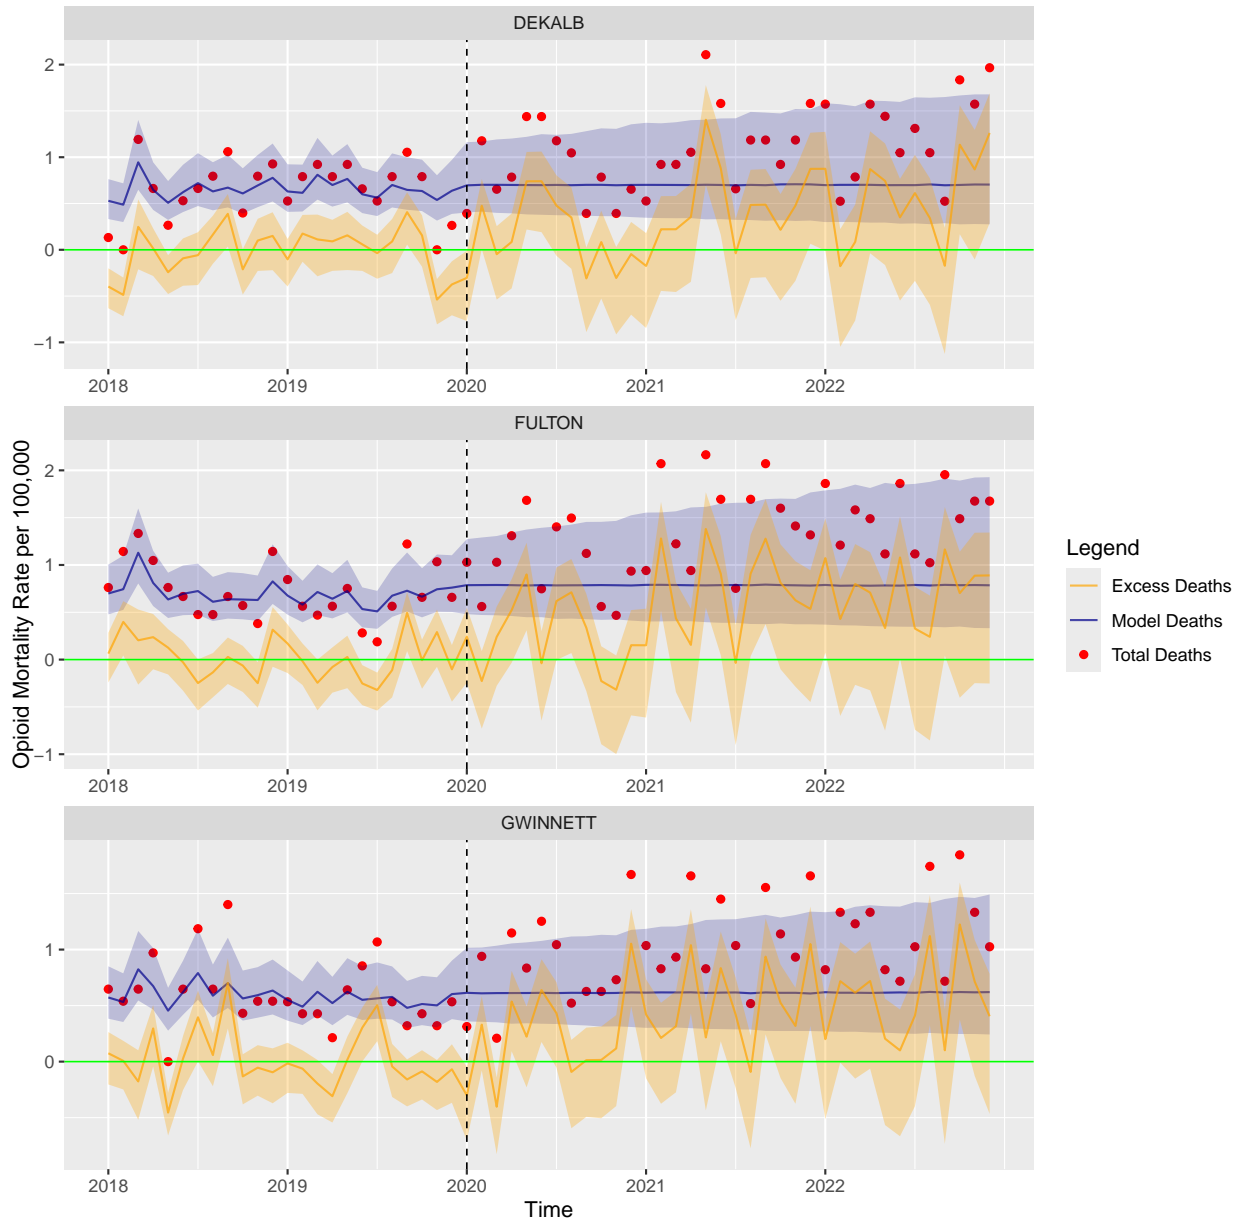 DEKALB
2
1
0
−1
2018 2019 2020 2021 2022
FULTON
2
1
0
−1
2018 2019 2020 2021 2022
GWINNETT
1
0
2018 2019 2020 2021 2022
Time
Opioid Mortality Rate per 100,000
Legend
Excess Deaths
Model Deaths
Total Deaths